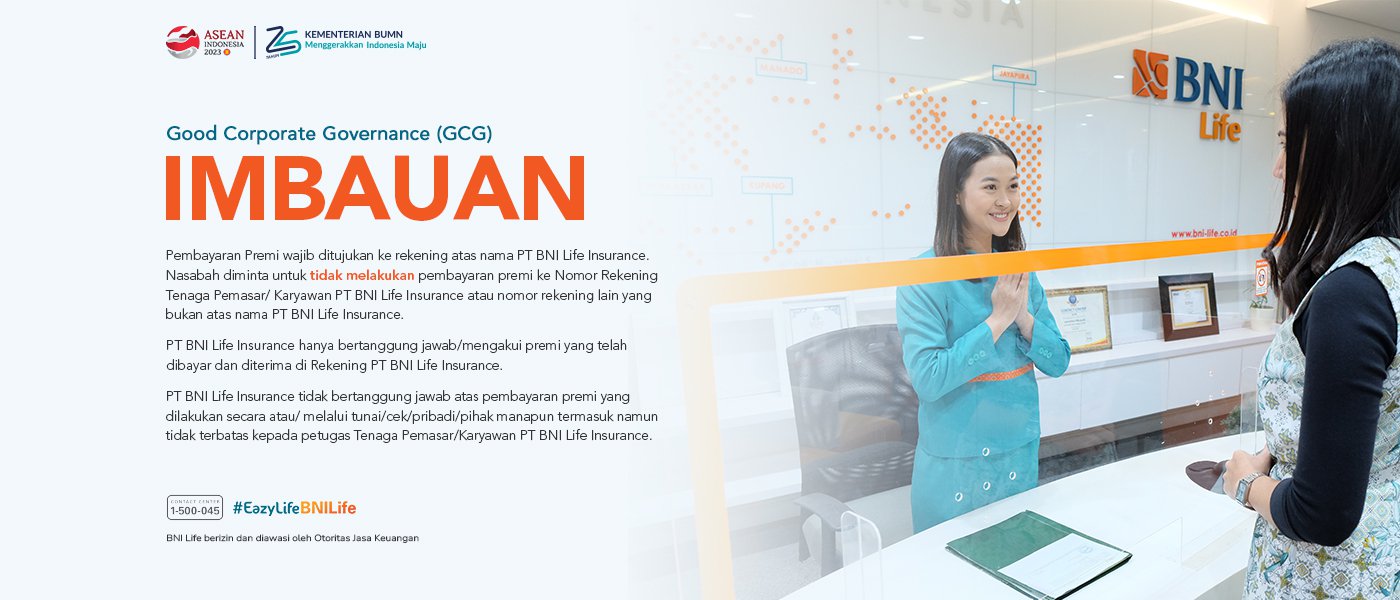 ASEAN
INDONESIA
2023
25
TAHUN
KEMENTERIAN BUMN
Menggerakkan Indonesia Maju
Good Corporate Governance (GCG)
IMBAUAN
Pembayaran Premi wajib ditujukan ke rekening atas nama PT BNI Life Insurance.
Nasabah diminta untuk tidak melakukan pembayaran premi ke Nomor Rekening
Tenaga Pemasar/ Karyawan PT BNI Life Insurance atau nomor rekening lain yang
bukan atas nama PT BNI Life Insurance.
PT BNI Life Insurance hanya bertanggung jawab/mengakui premi yang telah
dibayar dan diterima di Rekening PT BNI Life Insurance.
PT BNI Life Insurance tidak bertanggung jawab atas pembayaran premi yang
dilakukan secara atau/ melalui tunai/cek/pribadi/pihak manapun termasuk namun
tidak terbatas kepada petugas Tenaga Pemasar/Karyawan PT BNI Life Insurance.
CONTACT CENTER
1-500-045
#EazyLifeBNILife
BNI Life berizin dan diawasi oleh Otoritas Jasa Keuangan
NESIA
MANADO
JAYAPURA
KUPANG
BNI
Life
www.bni-life.co.id